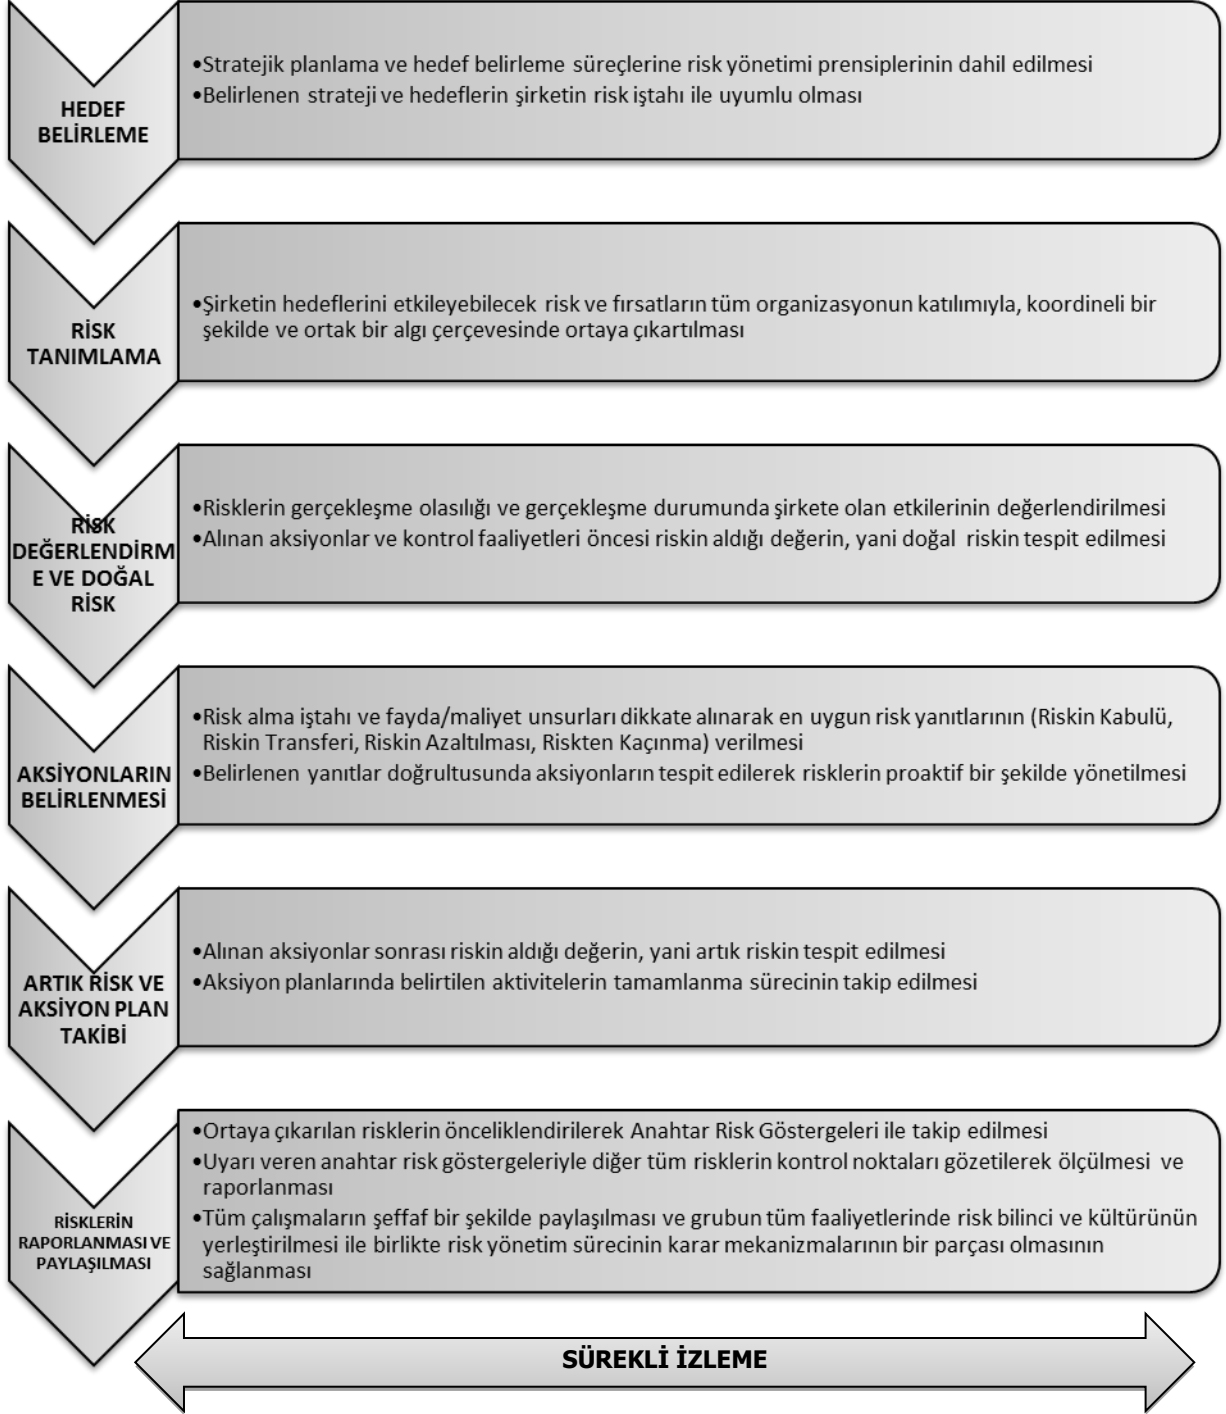 HEDEF
BELİRLEME
•Stratejik planlama ve hedef belirleme süreçlerine risk yönetimi prensiplerinin dahil edilmesi
•Belirlenen strateji ve hedeflerin şirketin risk iştahı ile uyumlu olması
RİSK
TANIMLAMA
•Şirketin hedeflerini etkileyebilecek risk ve fırsatların tüm organizasyonun katılımıyla, koordineli bir
şekilde ve ortak bir algı çerçevesinde ortaya çıkartılması
RİSK
DEĞERLENDİRM
E VE DOĞAL
RİSK
•Risklerin gerçekleşme olasılığı ve gerçekleşme durumunda şirkete olan etkilerinin değerlendirilmesi
•Alınan aksiyonlar ve kontrol faaliyetleri öncesi riskin aldığı değerin, yani doğal riskin tespit edilmesi
AKSİYONLARIN
BELİRLENMESİ
•Risk alma iştahı ve fayda/maliyet unsurları dikkate alınarak en uygun risk yanıtlarının (Riskin Kabulü,
Riskin Transferi, Riskin Azaltılması, Riskten Kaçınma) verilmesi
•Belirlenen yanıtlar doğrultusunda aksiyonların tespit edilerek risklerin proaktif bir şekilde yönetilmesi
ARTIK RİSK VE
AKSİYON PLAN
TAKİBİ
•Alınan aksiyonlar sonrası riskin aldığı değerin, yani artık riskin tespit edilmesi
•Aksiyon planlarında belirtilen aktivitelerin tamamlanma sürecinin takip edilmesi
RİSKLERİN
RAPORLANMASI VE
PAYLAŞILMASI
•Ortaya çıkarılan risklerin önceliklendirilerek Anahtar Risk Göstergeleri ile takip edilmesi
•Uyarı veren anahtar risk göstergeleriyle diğer tüm risklerin kontrol noktaları gözetilerek ölçülmesi ve
raporlanması
•Tüm çalışmaların şeffaf bir şekilde paylaşılması ve grubun tüm faaliyetlerinde risk bilinci ve kültürünün
yerleştirilmesi ile birlikte risk yönetim sürecinin karar mekanizmalarının bir parçası olmasının
sağlanması
SÜREKLİ İZLEME